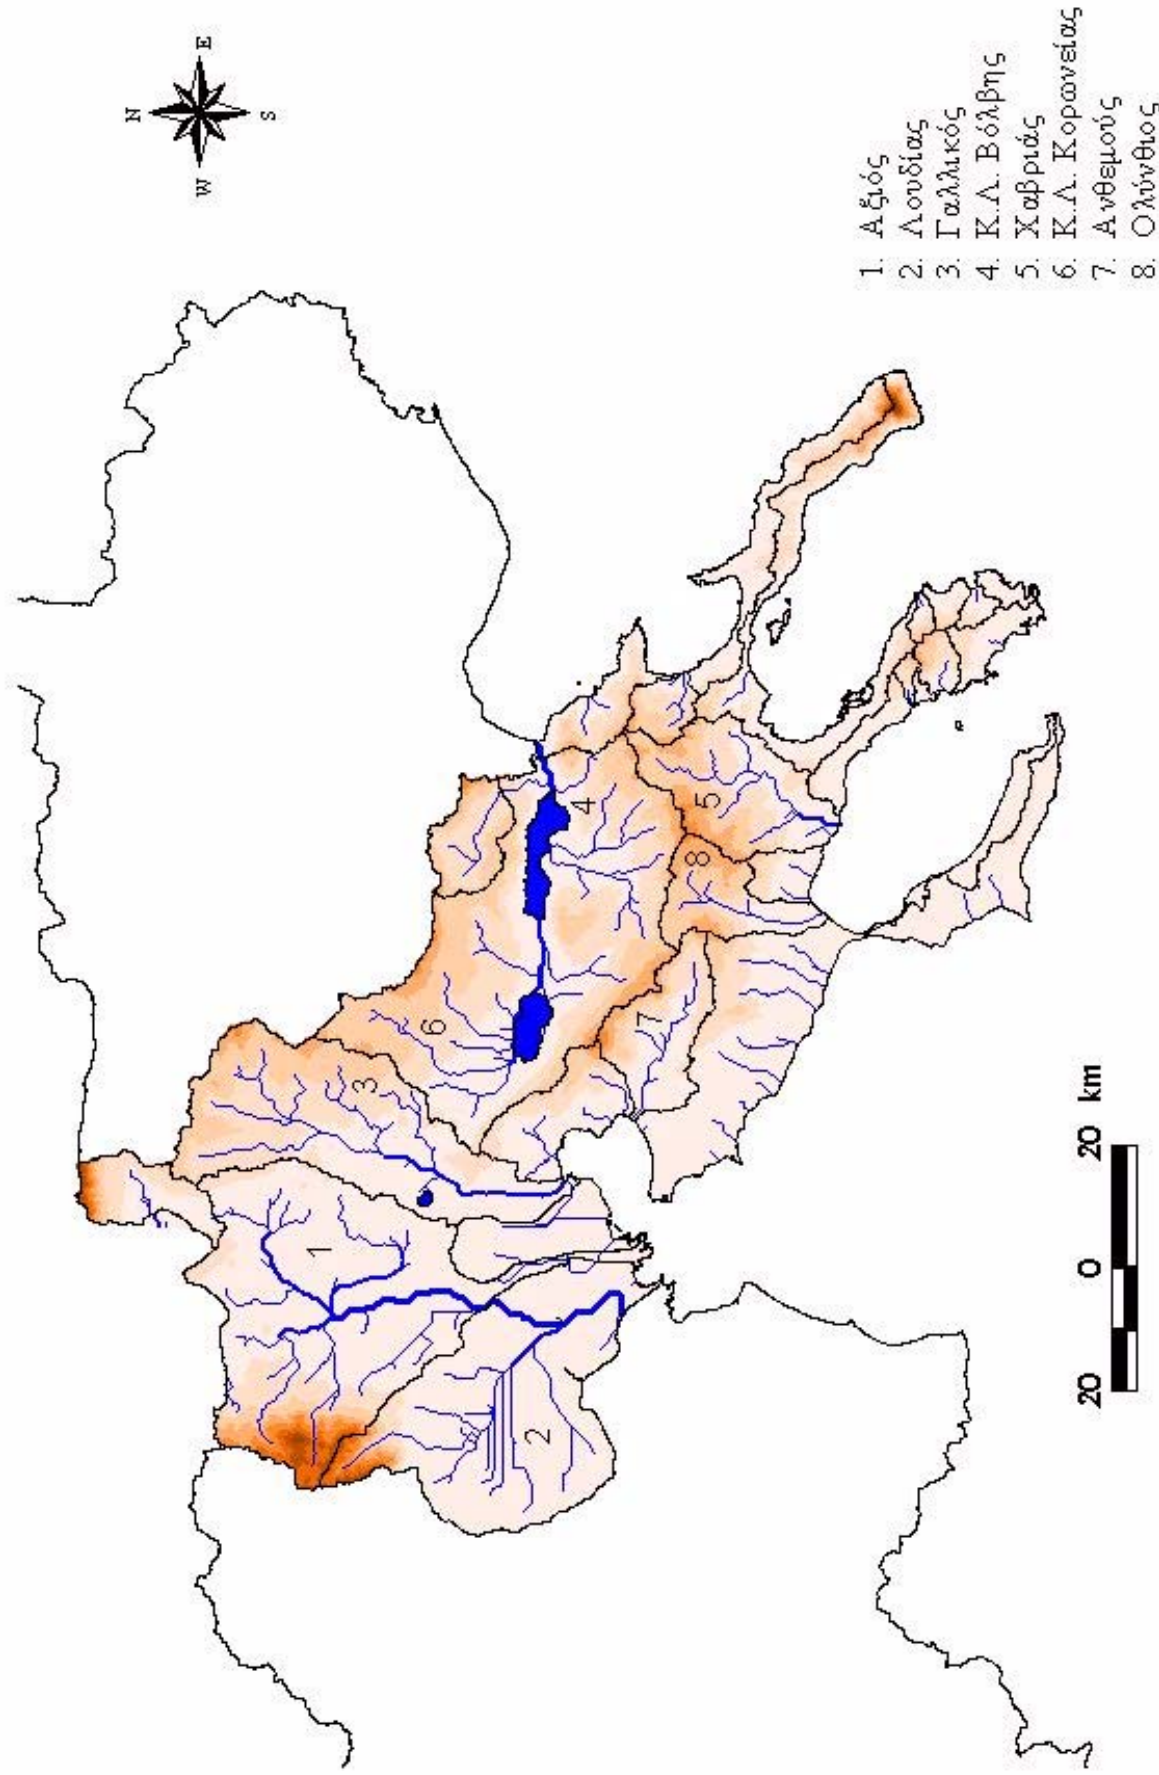 N
W E
S
1
2
3
4
5
6
7
8
1. Αξιός
2. Λουδίας
3. Γαλλικός
4. Κ.Λ. Βόλβης
5. Χαβριάς
6. Κ.Λ. Κορωνείας
7. Ανθεμούς
8. Ολύνθιος
20 0 20 km